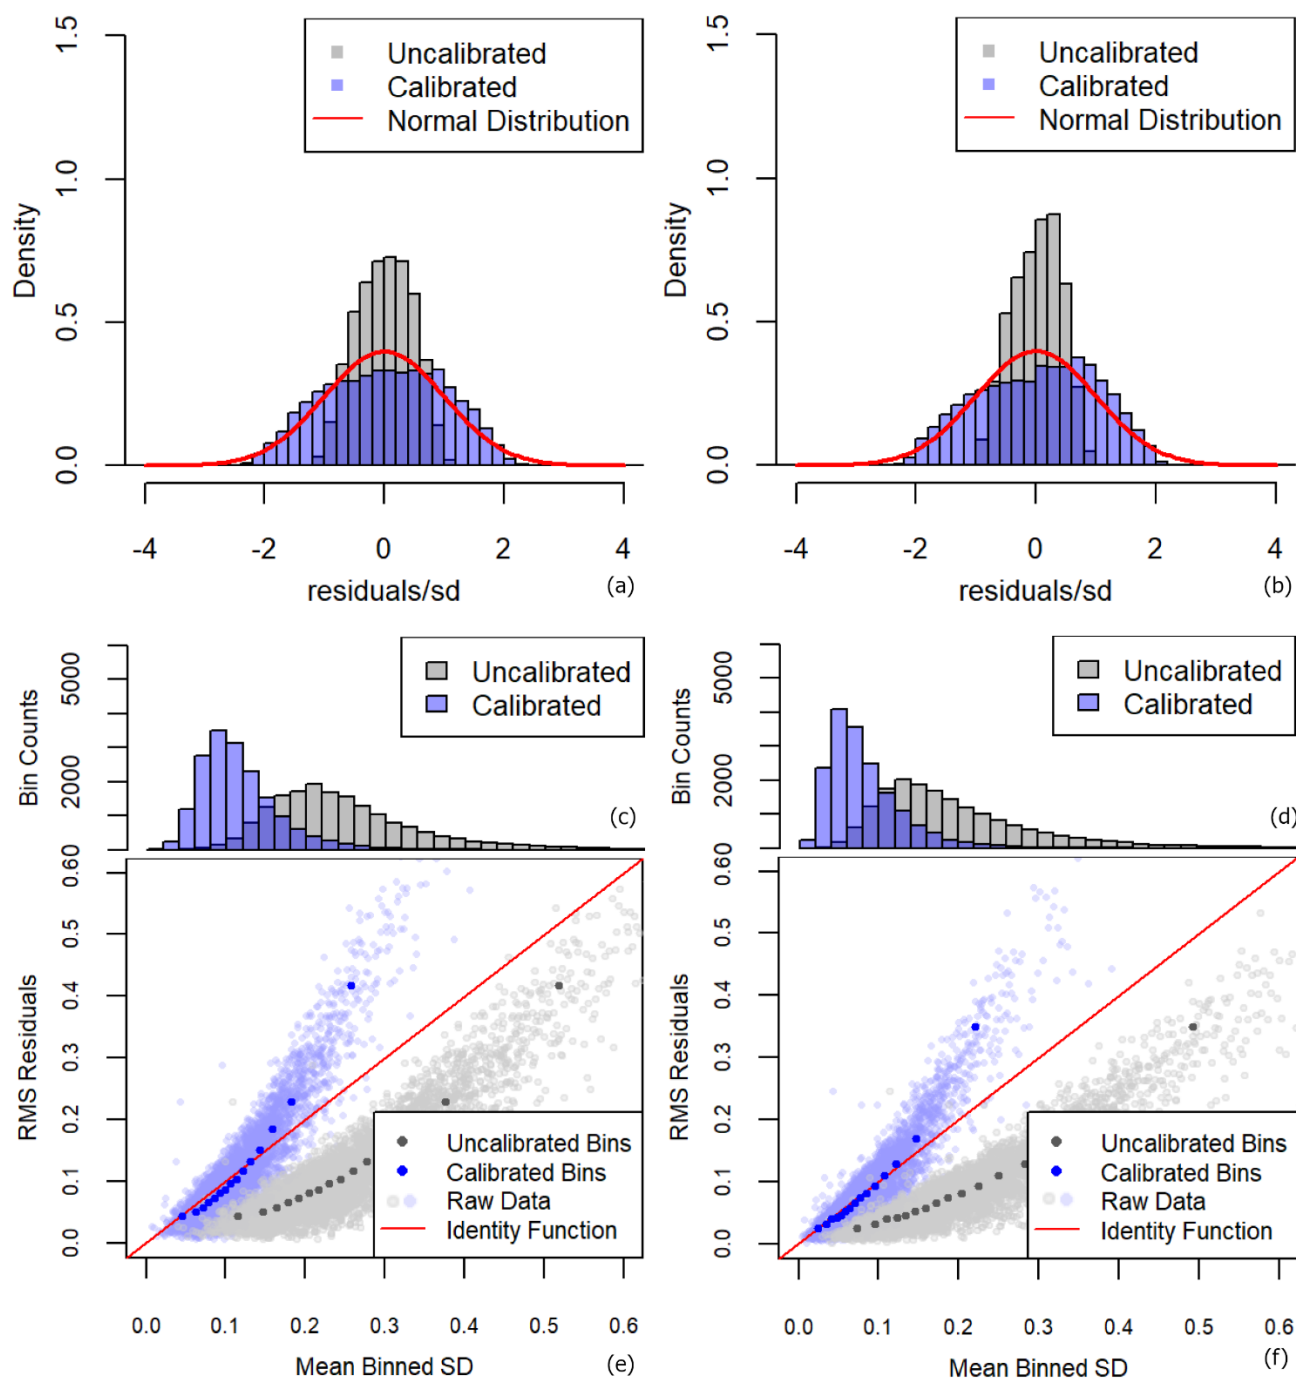 1.5
1.0
0.5
0.0
Density
Uncalibrated
Calibrated
Normal Distribution
-4 -2 0 2 4
residuals/sd
(a)
1.5
1.0
0.5
0.0
Density
Uncalibrated
Calibrated
Normal Distribution
-4 -2 0 2 4
residuals/sd
(b)
5000
2000
0
Bin Counts
Uncalibrated
Calibrated
(c)
5000
2000
0
Bin Counts
Uncalibrated
Calibrated
(d)
0.6
0.5
0.4
0.3
0.2
0.1
0.0
RMS Residuals
Uncalibrated Bins
Calibrated Bins
Raw Data
Identity Function
0.0 0.1 0.2 0.3 0.4 0.5 0.6
Mean Binned SD
(e)
0.6
0.5
0.4
0.3
0.2
0.1
0.0
RMS Residuals
Uncalibrated Bins
Calibrated Bins
Raw Data
Identity Function
0.0 0.1 0.2 0.3 0.4 0.5 0.6
Mean Binned SD
(f)